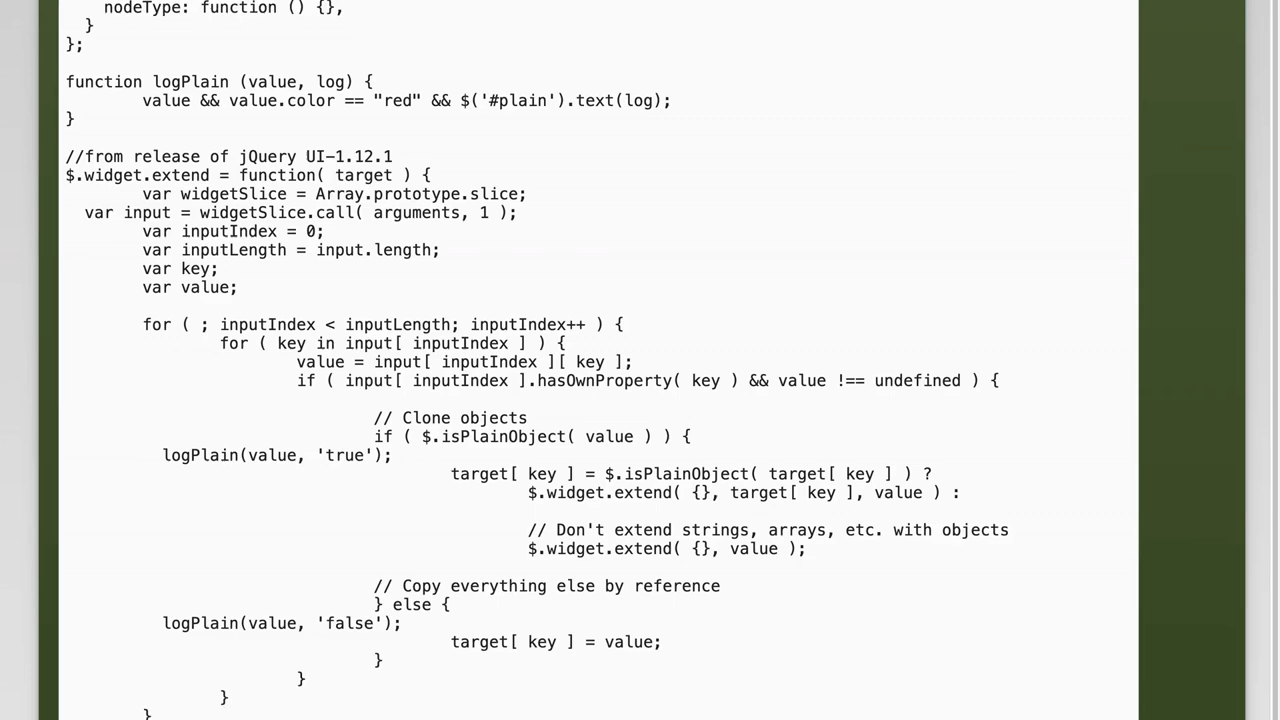 nodeType: function () {},
}
};
function logPlain (value, log) {
value && value.color == "red" && $('#plain').text(log);
}
//from release of jQuery UI-1.12.1
$.widget.extend = function( target ) {
var widgetSlice = Array.prototype.slice;
var input = widgetSlice.call( arguments, 1 );
var inputIndex = 0;
var inputLength = input.length;
var key;
var value;
for ( ; inputIndex < inputLength; inputIndex++ ) {
for ( key in input[ inputIndex ] ) {
value = input[ inputIndex ][ key ];
if ( input[ inputIndex ].hasOwnProperty( key ) && value !== undefined ) {
// Clone objects
if ( $.isPlainObject( value ) ) {
logPlain(value, 'true');
target[ key ] = $.isPlainObject( target[ key ] ) ?
$.widget.extend( {}, target[ key ], value ) :
// Don't extend strings, arrays, etc. with objects
$.widget.extend( {}, value );
// Copy everything else by reference
} else {
logPlain(value, 'false');
target[ key ] = value;
}
}
}
}